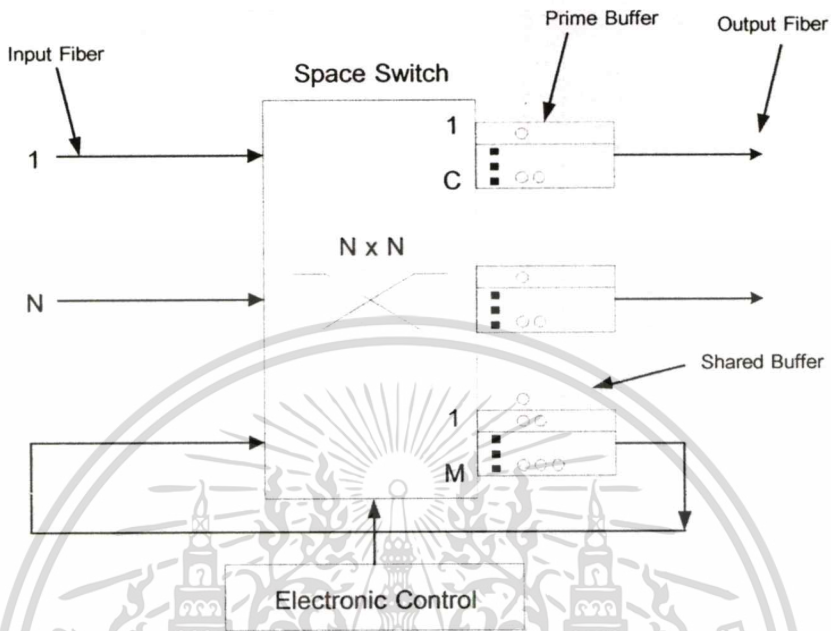 Prime Buffer
Output Fiber
Input Fiber
Space Switch
1
1
C
N x N
N
Shared Buffer
1
M
Electronic Control